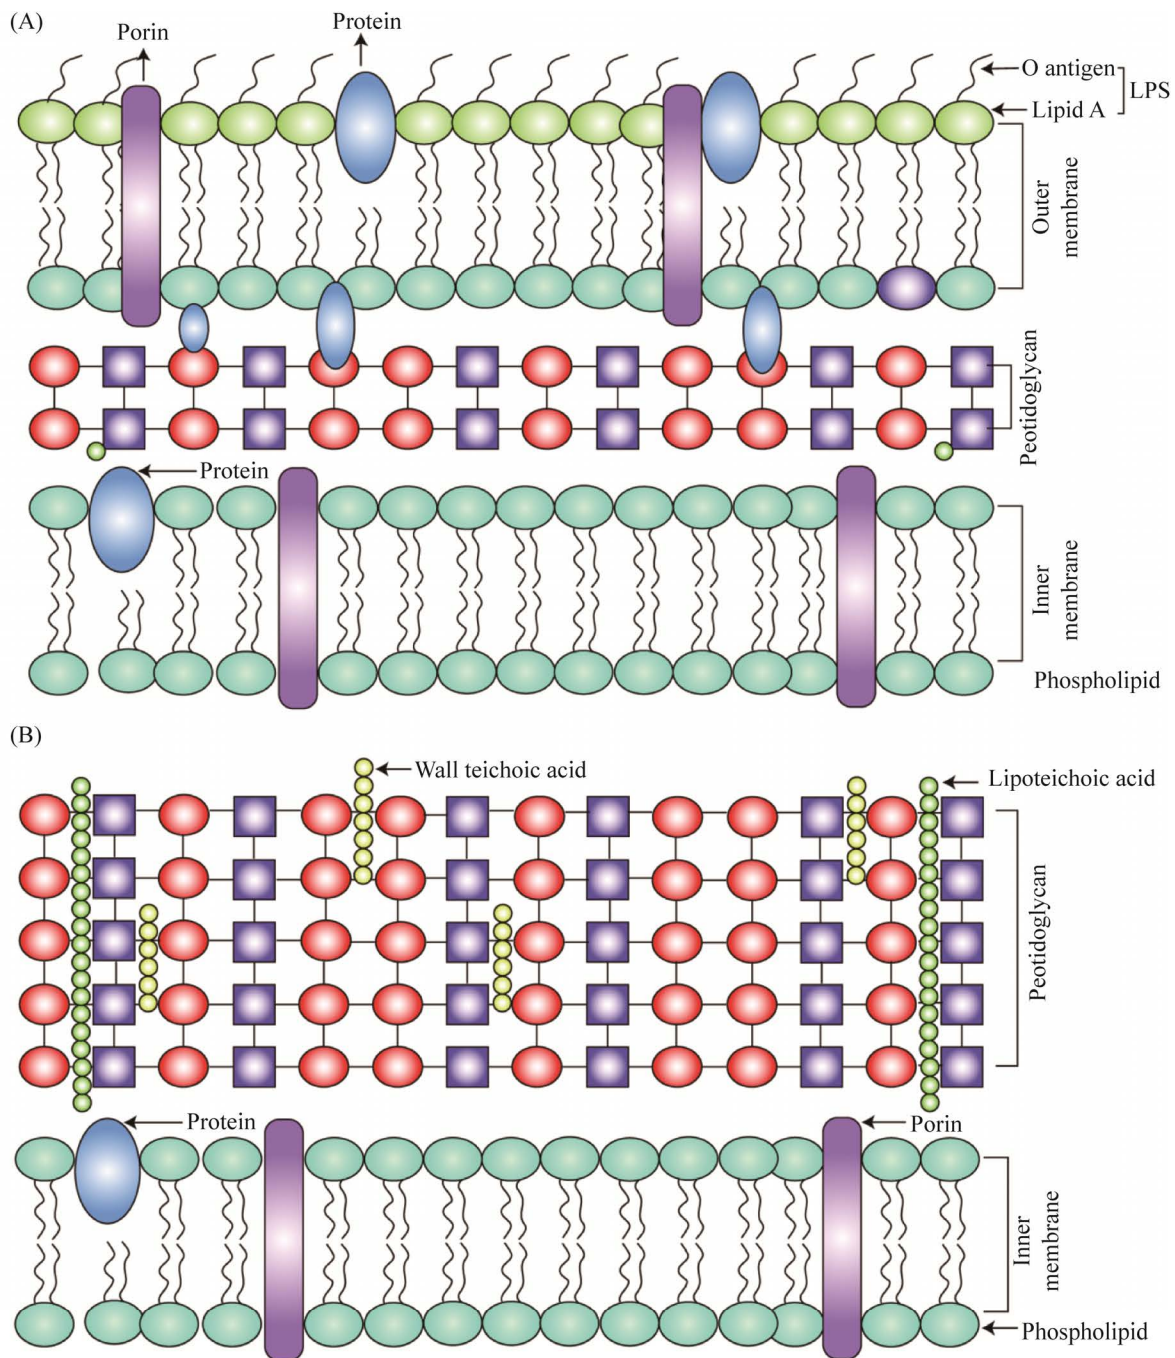 (A)
Porin
Protein
O antigen
LPS
Lipid A
Outer
membrane
Peotidoglycan
Protein
Inner
membrane
Phospholipid
(B)
Wall teichoic acid
Lipoteichoic acid
Peotidoglycan
Protein
Porin
Inner
membrane
Phospholipid